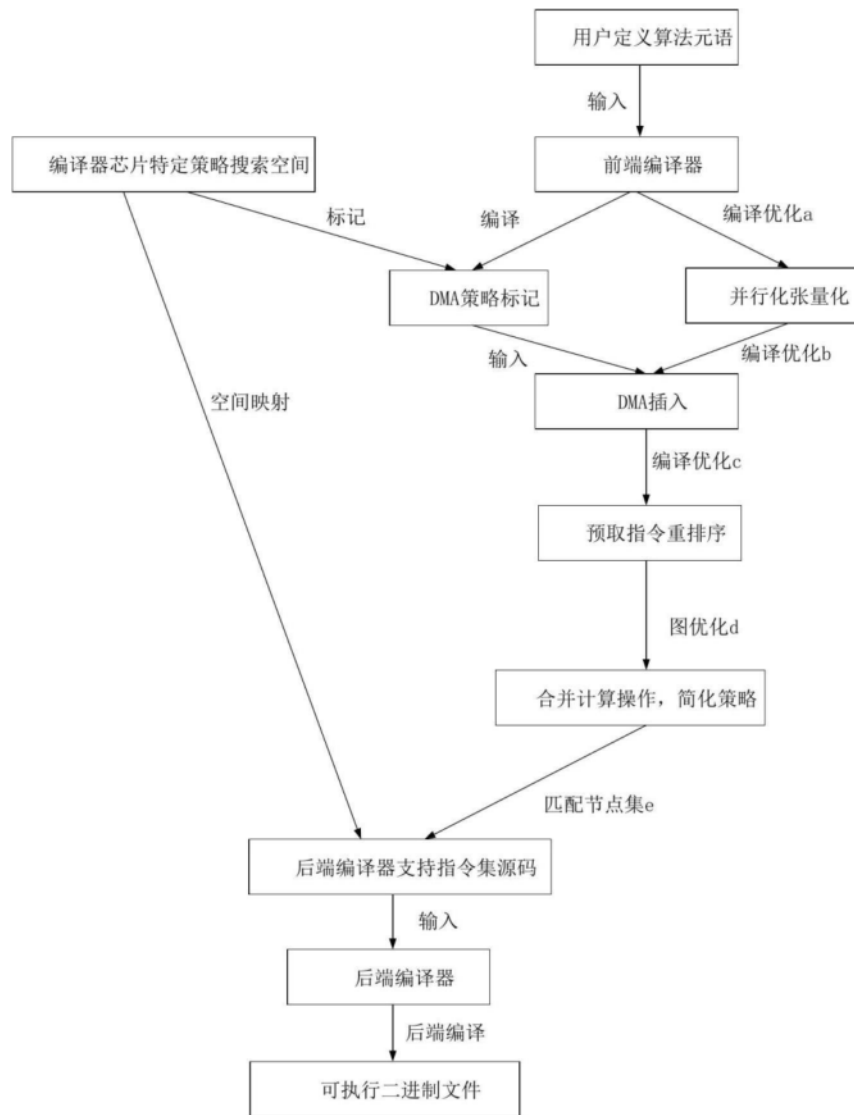 用户定义算法元语
输入
编译器芯片特定策略搜索空间
前端编译器
标记
编译
编译优化a
DMA策略标记
并行化张量化
输入
编译优化b
空间映射
DMA插入
编译优化c
预取指令重排序
图优化d
合并计算操作，简化策略
匹配节点集e
后端编译器支持指令集源码
输入
后端编译器
后端编译
可执行二进制文件